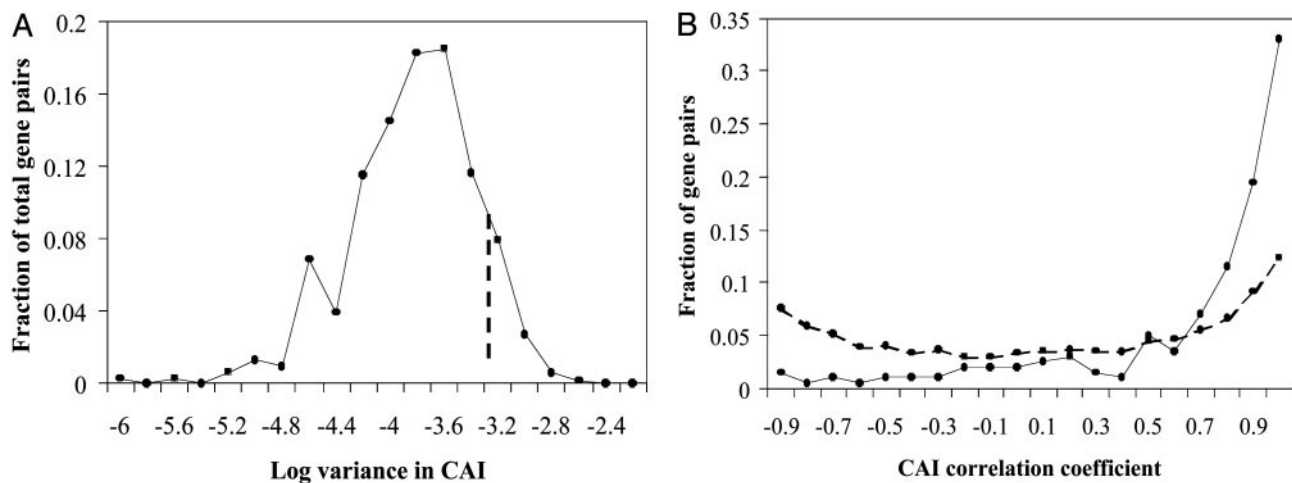 A
0.2
0.16
0.12
0.08
0.04
0
Fraction of total gene pairs
-6 -5.6 -5.2 -4.8 -4.4 -4 -3.6 -3.2 -2.8 -2.4
Log variance in CAI
B
0.35
0.3
0.25
0.2
0.15
0.1
0.05
0
Fraction of gene pairs
-0.9 -0.7 -0.5 -0.3 -0.1 0.1 0.3 0.5 0.7 0.9
CAI correlation coefficient